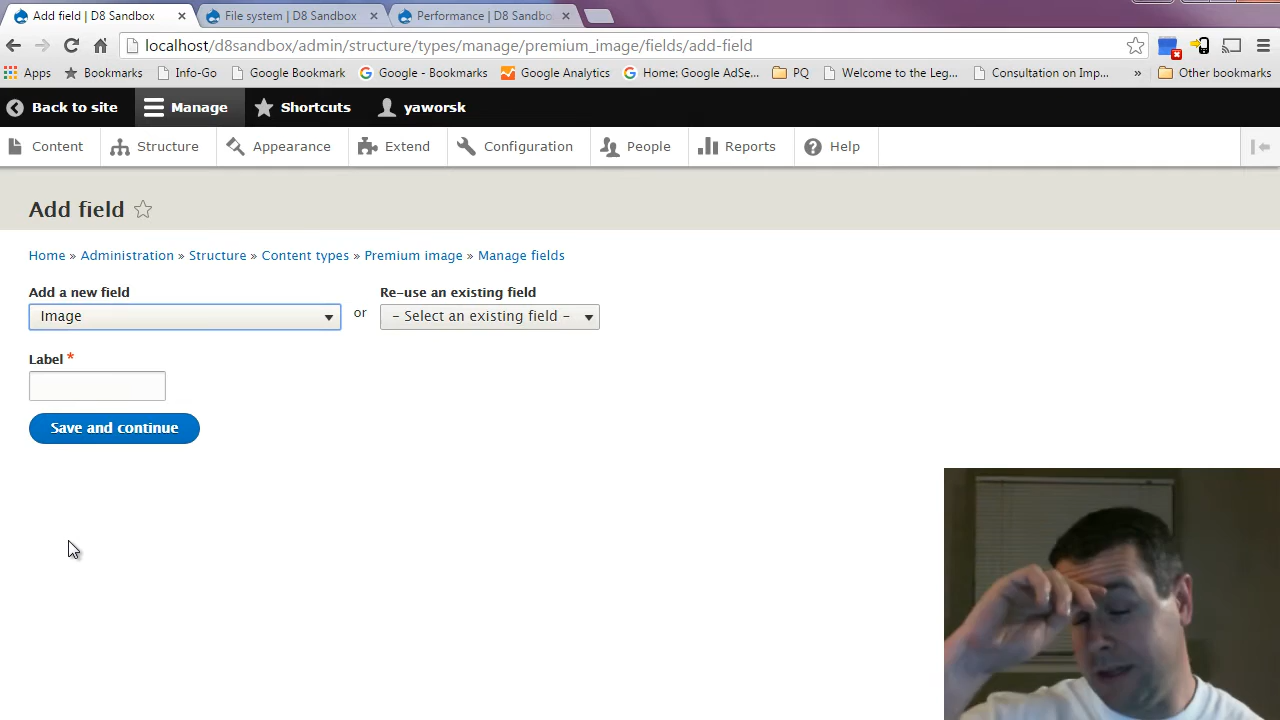 Add field | D8 Sandbox
File system | D8 Sandbox
Performance | D8 Sandbo
localhost/d8sandbox/admin/structure/types/manage/premium_image/fields/add-field
Apps Bookmarks Info-Go Google Bookmark Google - Bookmarks Google Analytics Home: Google AdSe... PQ Welcome to the Leg... Consultation on Imp... » Other bookmarks
Back to site Manage Shortcuts yaworsk
Content Structure Appearance Extend Configuration People Reports Help
Add field
Home » Administration » Structure » Content types » Premium image » Manage fields
Add a new field
Re-use an existing field
Image
or
- Select an existing field -
Label *
Save and continue